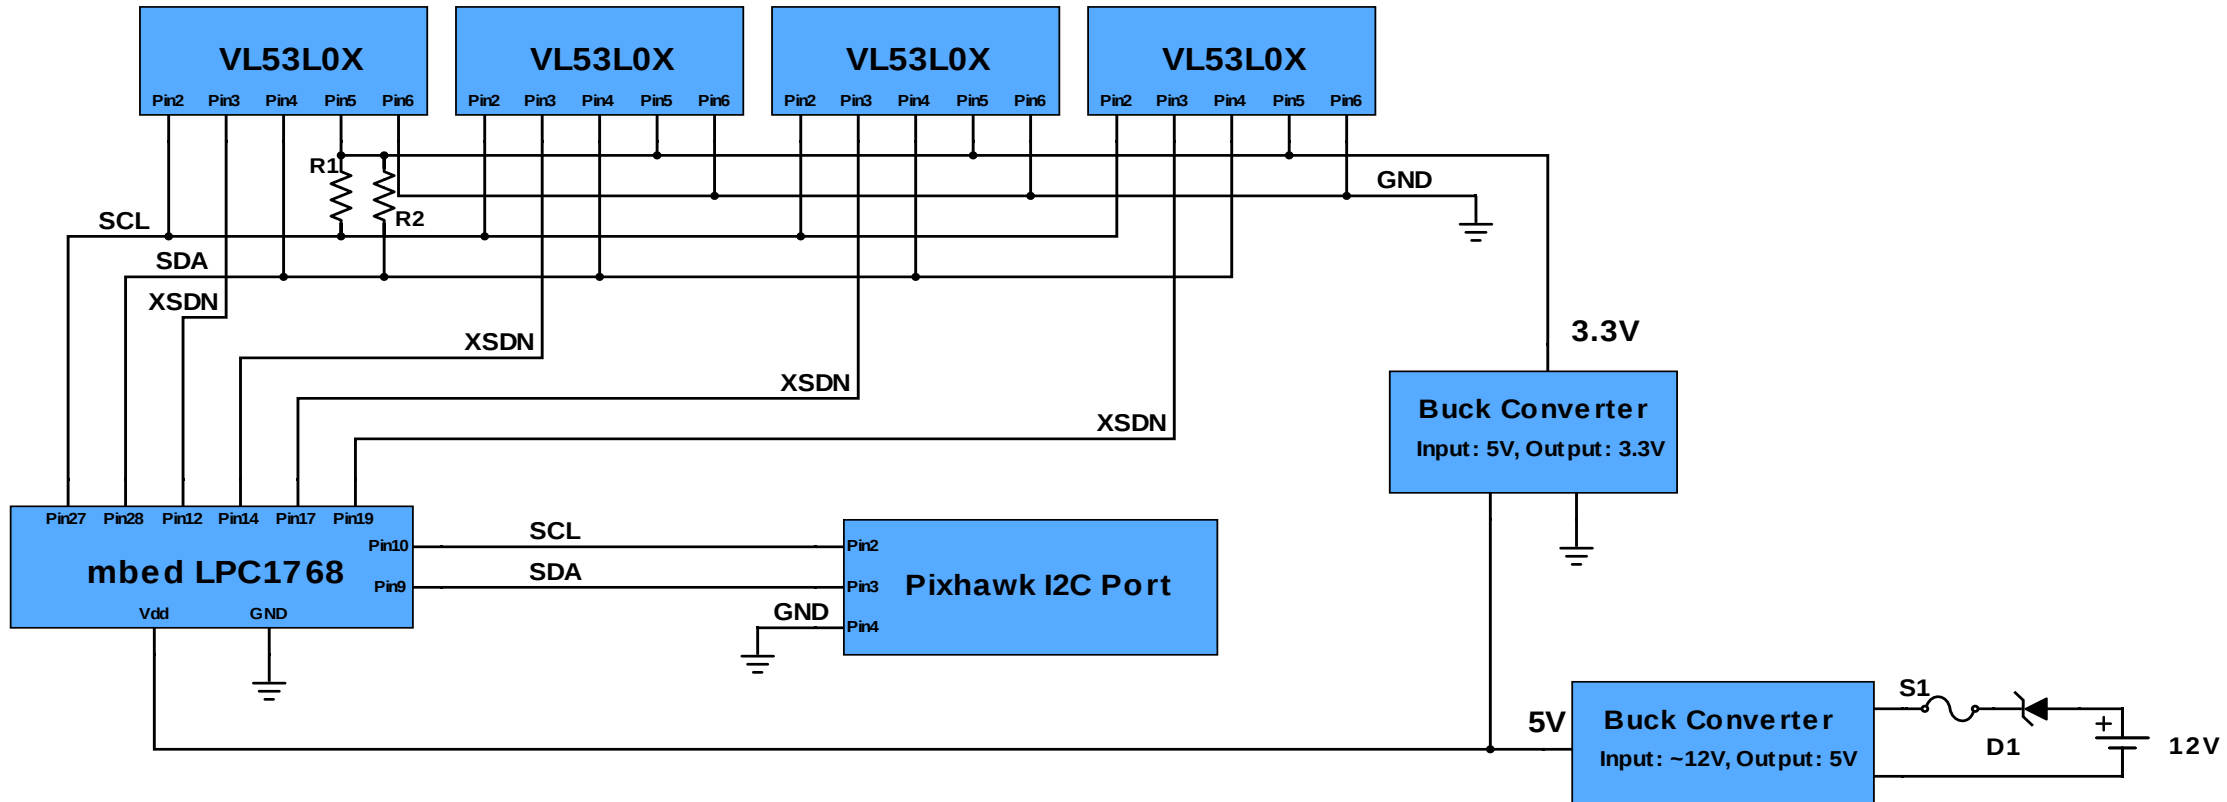 VL53L0X VL53L0X VL53L0X VL53L0X
Pin2 Pin3 Pin4 Pin5 Pin6 Pin2 Pin3 Pin4 Pin5 Pin6 Pin2 Pin3 Pin4 Pin5 Pin6 Pin2 Pin3 Pin4 Pin5 Pin6
R1
GND
R2
SCL
SDA
XSDN
3.3V
XSDN
XSDN
XSDN
Buck Converter
Input: 5V, Output: 3.3V
Pin27 Pin28 Pin12 Pin14 Pin17 Pin19
Pin10
SCL
Pin2
mbed LPC1768
Pin9
SDA
Pin3
Pixhawk I2C Port
Vdd GND
GND
Pin4
S1
5V
Buck Converter
Input: ~12V, Output: 5V
D1
+
12V